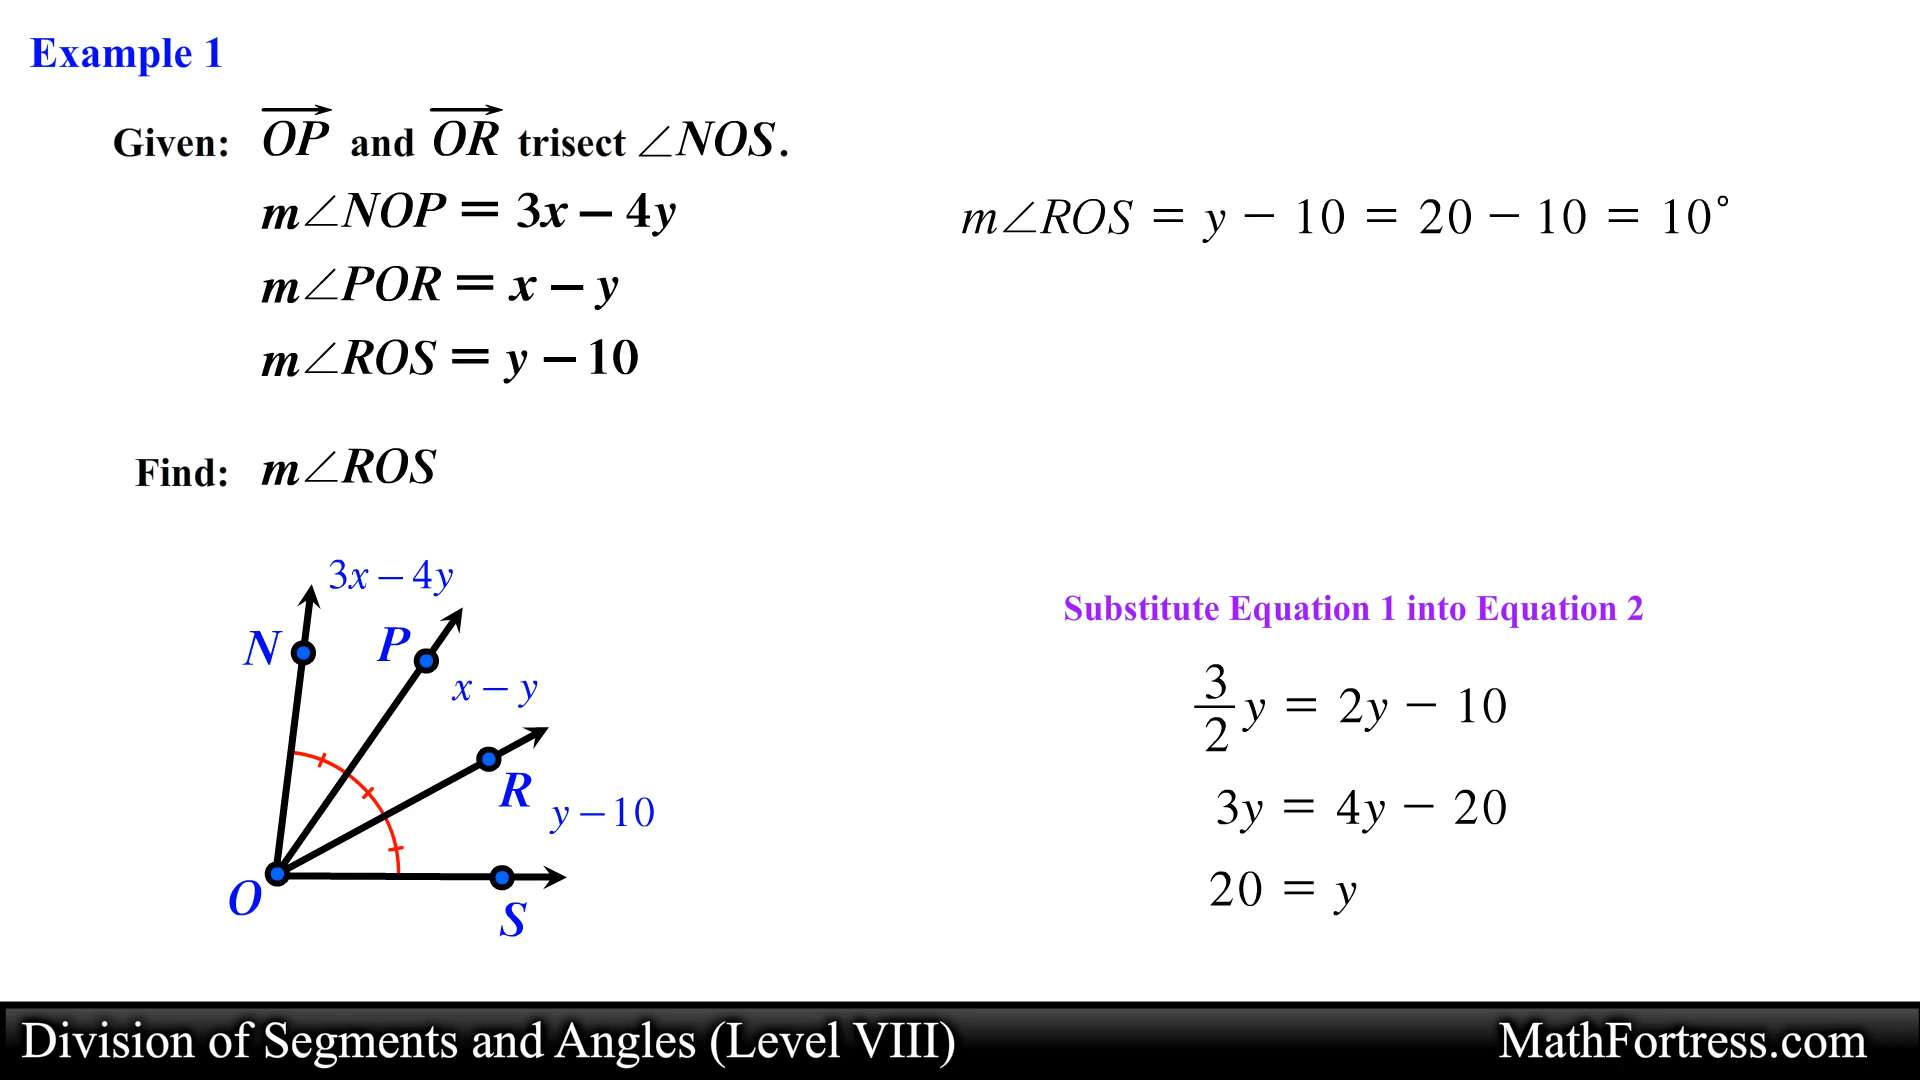 Example 1
Given: OP and OR trisect ∠NOS.
m∠NOP = 3x − 4y
m∠POR = x − y
m∠ROS = y − 10
Find: m∠ROS
m∠ROS = y − 10 = 20 − 10 = 10°
3x − 4y
N
P
x − y
R
y − 10
O
S
Substitute Equation 1 into Equation 2
3/2 y = 2y − 10
3y = 4y − 20
20 = y
Division of Segments and Angles (Level VIII)
MathFortress.com